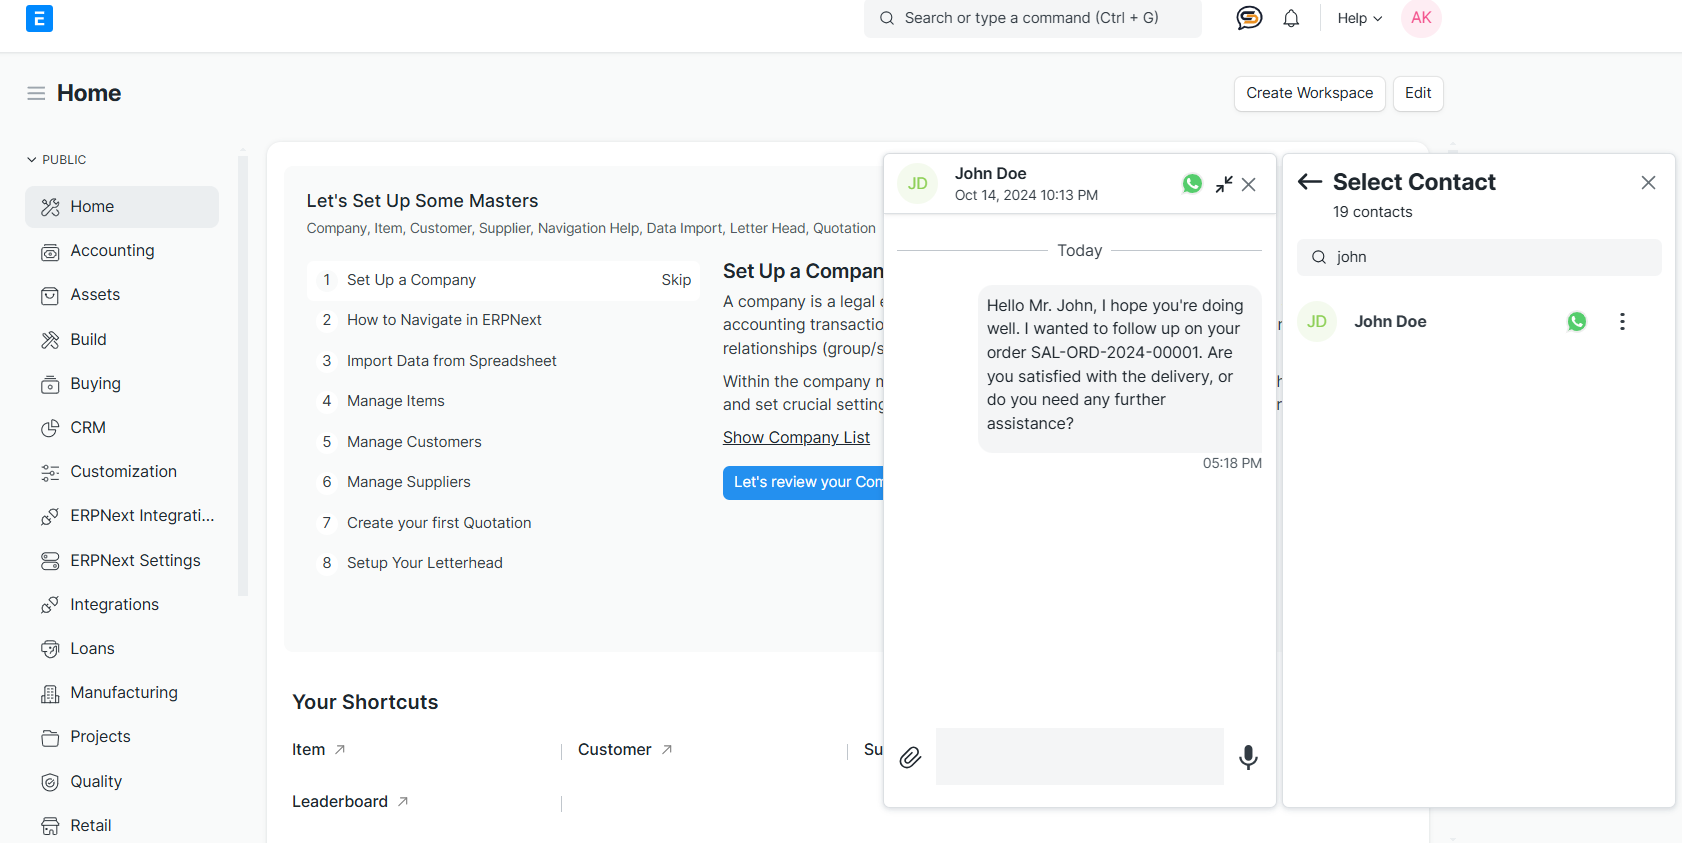 E
Search or type a command (Ctrl + G)
Help
AK
Home
Create Workspace
Edit
PUBLIC
Home
Accounting
Assets
Build
Buying
CRM
Customization
ERPNext Integrati...
ERPNext Settings
Integrations
Loans
Manufacturing
Projects
Quality
Retail
Let's Set Up Some Masters
Company, Item, Customer, Supplier, Navigation Help, Data Import, Letter Head, Quotation
1 Set Up a Company Skip
2 How to Navigate in ERPNext
3 Import Data from Spreadsheet
4 Manage Items
5 Manage Customers
6 Manage Suppliers
7 Create your first Quotation
8 Setup Your Letterhead
Set Up a Compan
A company is a legal e
accounting transactio
relationships (group/s
Within the company m
and set crucial setting
Show Company List
Let's review your Com
Your Shortcuts
Item
Customer
Su
Leaderboard
JD
John Doe
Oct 14, 2024 10:13 PM
Today
Hello Mr. John, I hope you're doing
well. I wanted to follow up on your
order SAL-ORD-2024-00001. Are
you satisfied with the delivery, or
do you need any further
assistance?
05:18 PM
Select Contact
19 contacts
john
JD
John Doe